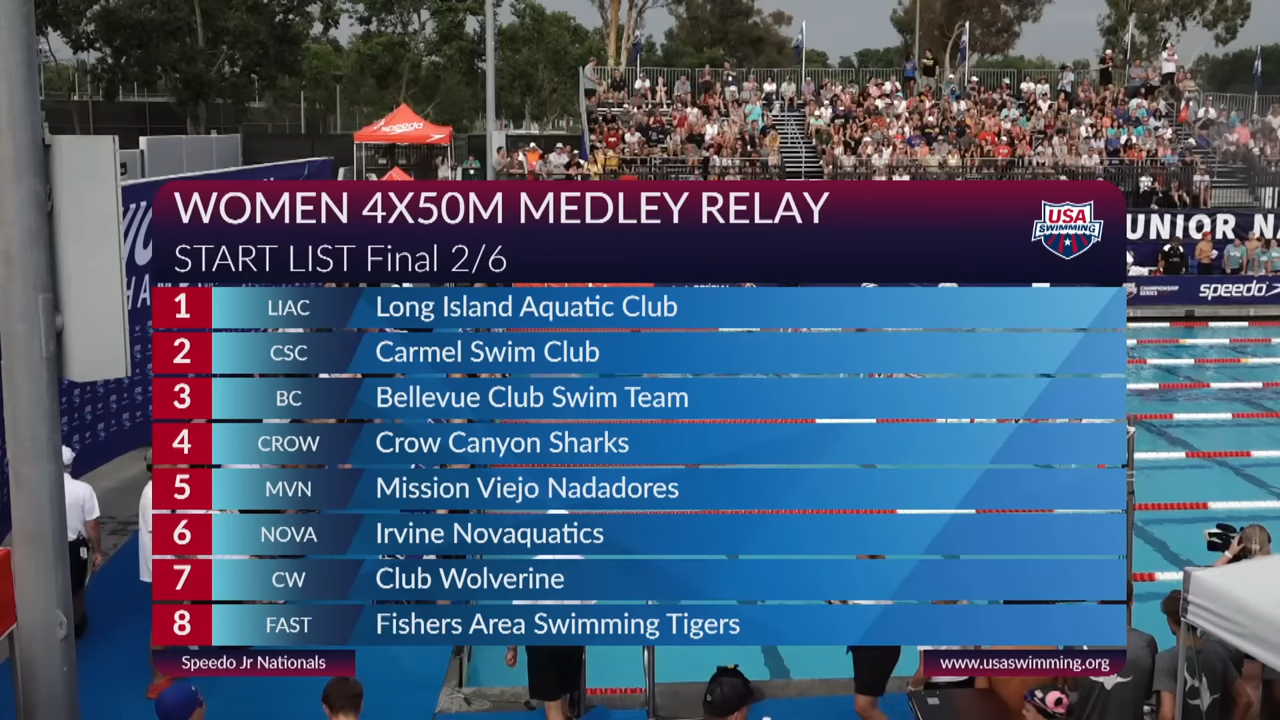 speedo
WOMEN 4X50M MEDLEY RELAY
START LIST Final 2/6
USA
SWIMMING
UNIOR NA
CHAMPIONSHIP
SERIES
speedo
1 LIAC Long Island Aquatic Club
2 CSC Carmel Swim Club
3 BC Bellevue Club Swim Team
4 CROW Crow Canyon Sharks
5 MVN Mission Viejo Nadadores
6 NOVA Irvine Novaquatics
7 CW Club Wolverine
8 FAST Fishers Area Swimming Tigers
Speedo Jr Nationals
www.usaswimming.org